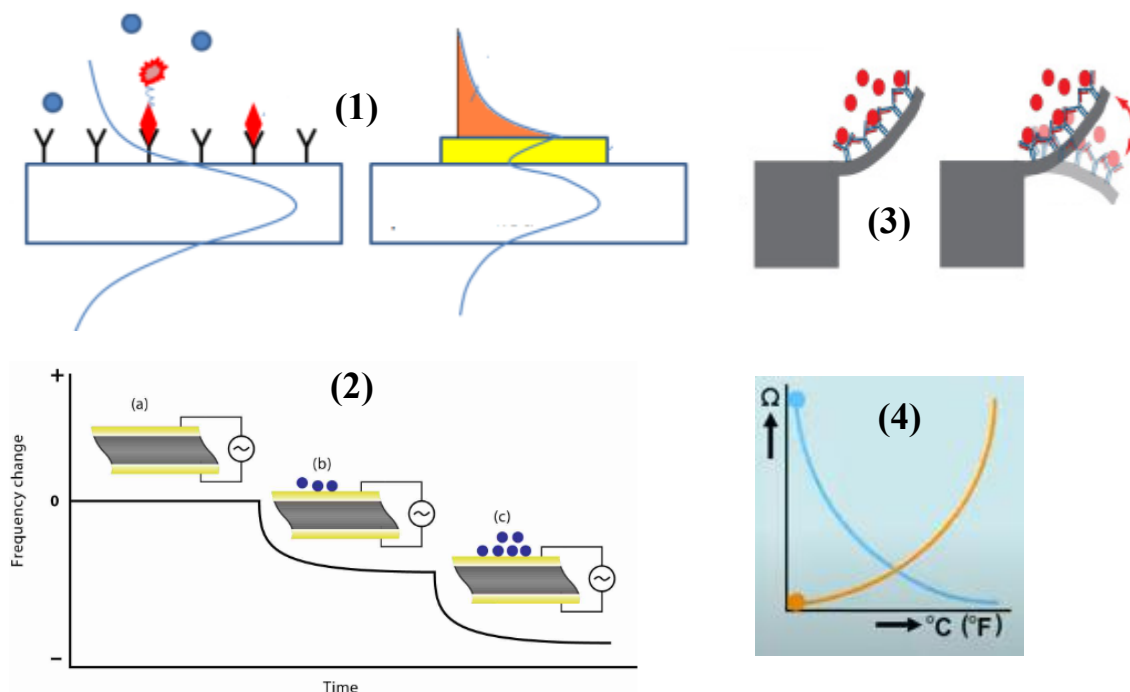 (1)
(3)
(2)
+
(a)
(b)
(c)
0
−
Frequency change
Time
(4)
Ω
°C (°F)